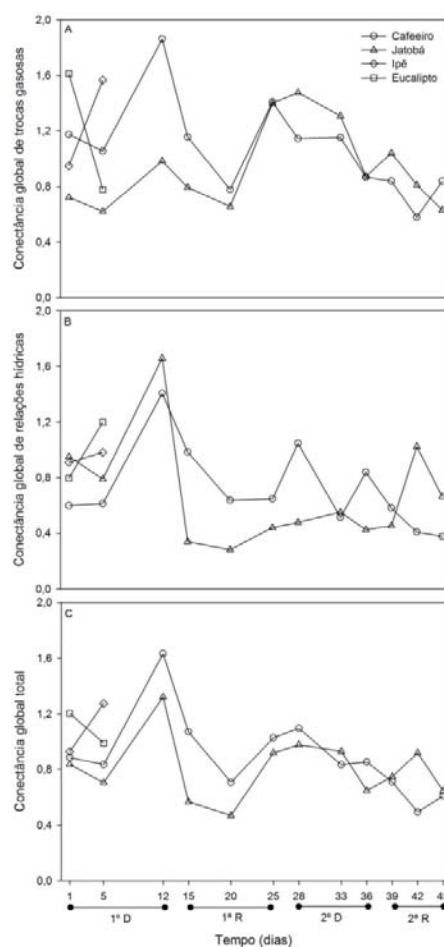 A
Cafeeiro
Jatobá
Ipê
Eucalipto
Conectância global de trocas gasosas
2,0
1,6
1,2
0,8
0,4
0,0
B
Conectância global de relações hídricas
2,0
1,6
1,2
0,8
0,4
0,0
C
Conectância global total
2,0
1,6
1,2
0,8
0,4
0,0
1 5 12 15 20 25 28 33 36 39 42
1º D 1ª R 2º D 2ª R
Tempo (dias)